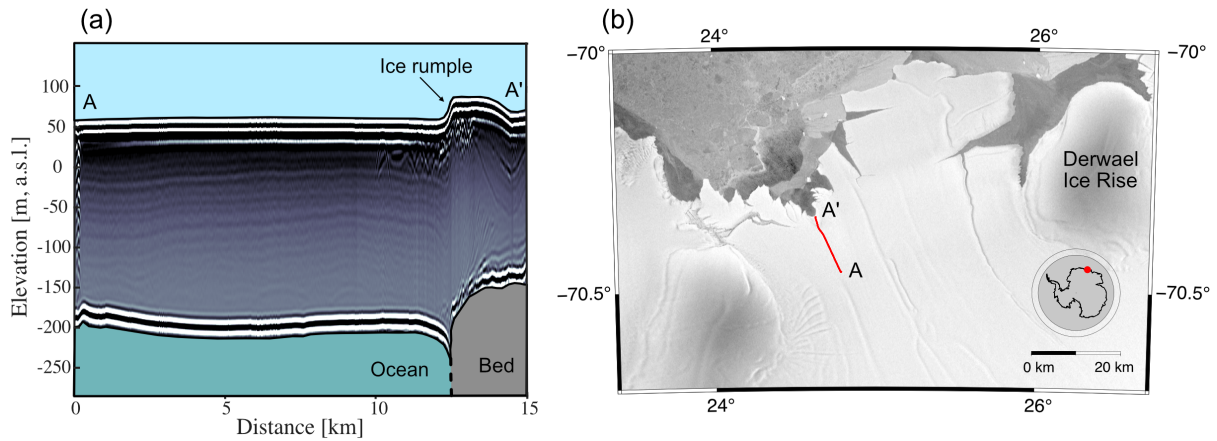 (a)
Ice rumple
A
A'
100
50
0
-50
-100
-150
-200
-250
Elevation [m, a.s.l.]
Ocean
Bed
0
5
10
15
Distance [km]
(b)
24°
26°
−70°
−70°
Derwael
Ice Rise
A'
A
−70.5°
−70.5°
0 km
20 km
24°
26°